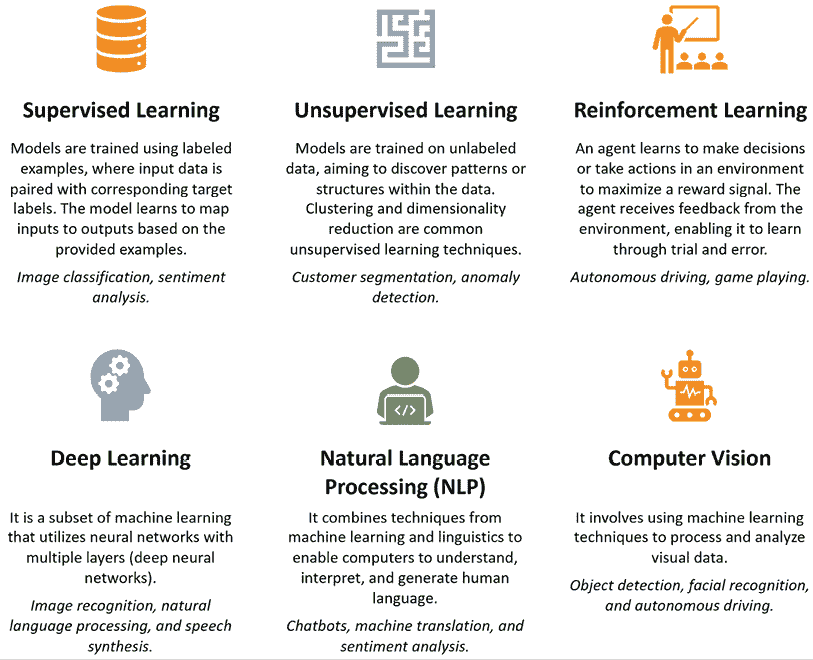 Supervised Learning
Models are trained using labeled
examples, where input data is
paired with corresponding target
labels. The model learns to map
inputs to outputs based on the
provided examples.
Image classification, sentiment
analysis.
Unsupervised Learning
Models are trained on unlabeled
data, aiming to discover patterns or
structures within the data.
Clustering and dimensionality
reduction are common
unsupervised learning techniques.
Customer segmentation, anomaly
detection.
Reinforcement Learning
An agent learns to make decisions
or take actions in an environment
to maximize a reward signal. The
agent receives feedback from the
environment, enabling it to learn
through trial and error.
Autonomous driving, game playing.
Deep Learning
It is a subset of machine learning
that utilizes neural networks with
multiple layers (deep neural
networks).
Image recognition, natural
language processing, and speech
synthesis.
</>
Natural Language
Processing (NLP)
It combines techniques from
machine learning and linguistics to
enable computers to understand,
interpret, and generate human
language.
Chatbots, machine translation, and
sentiment analysis.
Computer Vision
It involves using machine learning
techniques to process and analyze
visual data.
Object detection, facial recognition,
and autonomous driving.